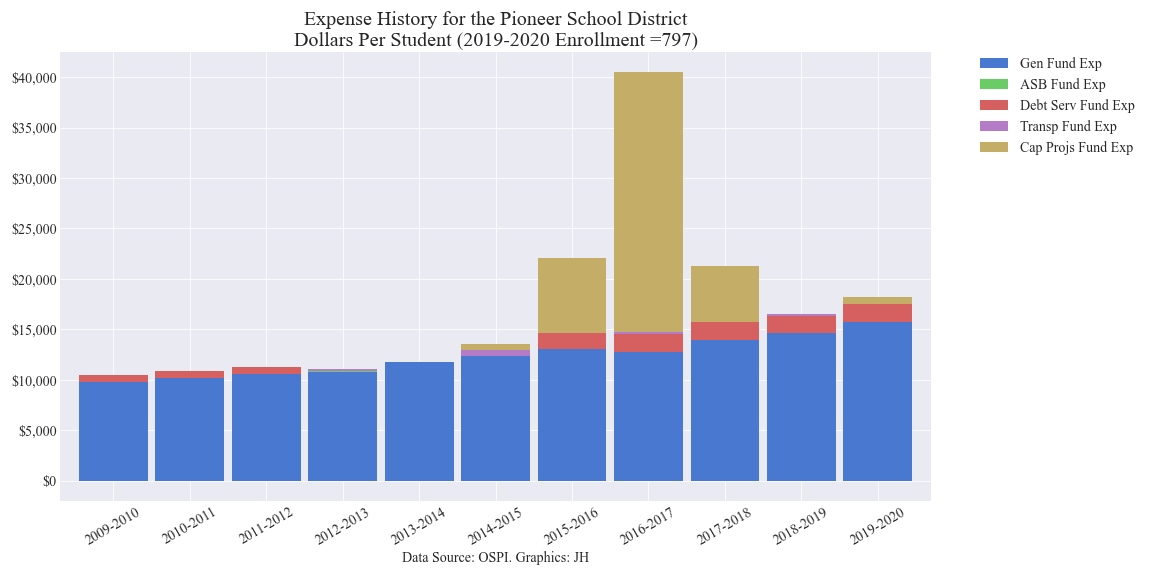 Expense History for the Pioneer School District
Dollars Per Student (2019-2020 Enrollment =797)
Gen Fund Exp
ASB Fund Exp
Debt Serv Fund Exp
Transp Fund Exp
Cap Projs Fund Exp
$40,000
$35,000
$30,000
$25,000
$20,000
$15,000
$10,000
$5,000
$0
2009-2010
2010-2011
2011-2012
2012-2013
2013-2014
2014-2015
2015-2016
2016-2017
2017-2018
2018-2019
2019-2020
Data Source: OSPI. Graphics: JH